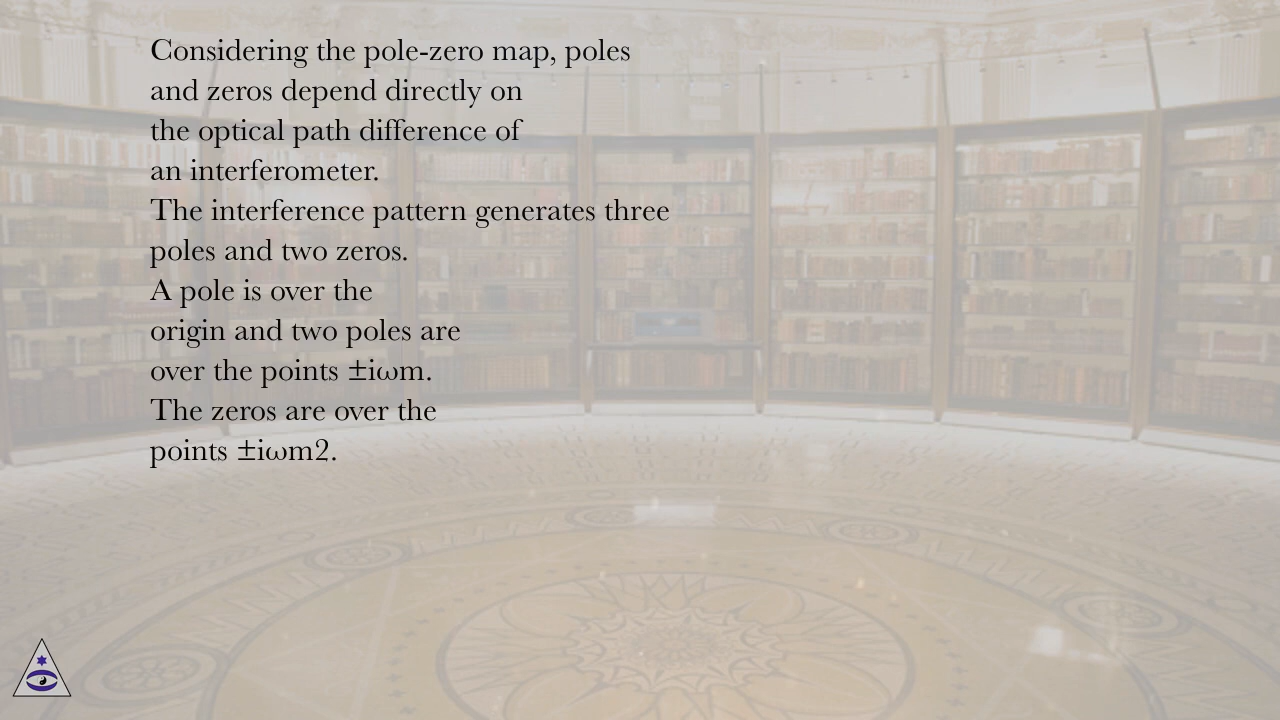 Considering the pole-zero map, poles
and zeros depend directly on
the optical path difference of
an interferometer.
The interference pattern generates three
poles and two zeros.
A pole is over the
origin and two poles are
over the points ±iωm.
The zeros are over the
points ±iωm2.